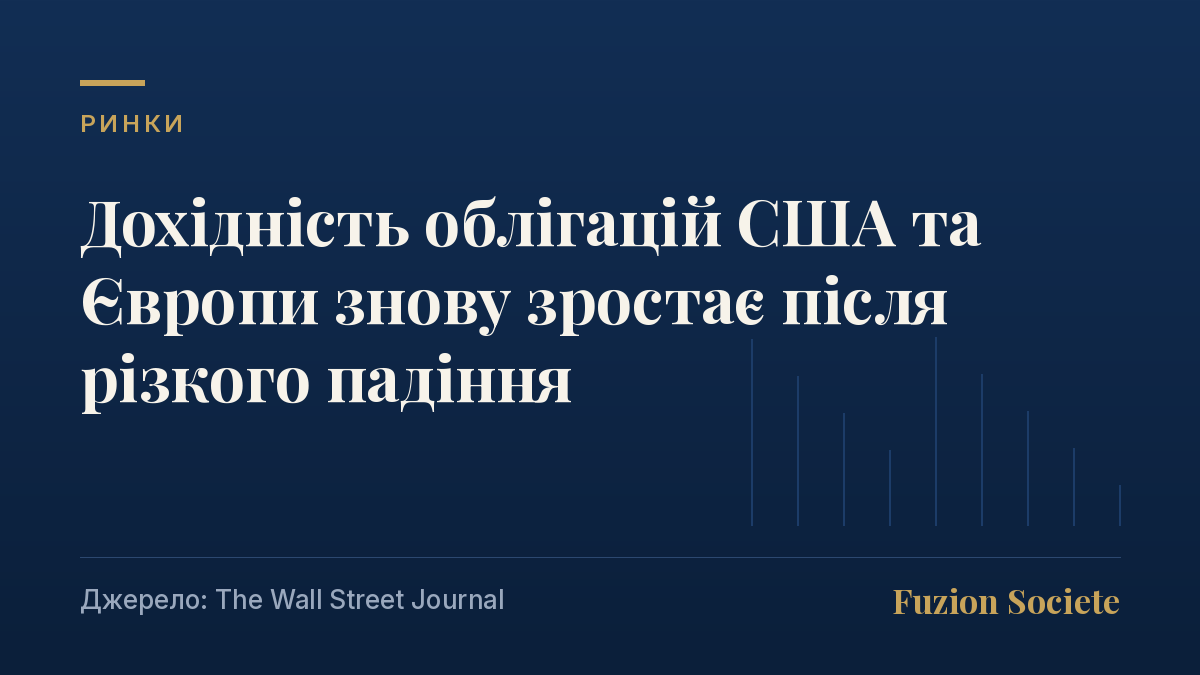 РИНКИ
Дохідність облігацій США та
Європи знову зростає після
різкого падіння
Джерело: The Wall Street Journal
Fuzion Societe